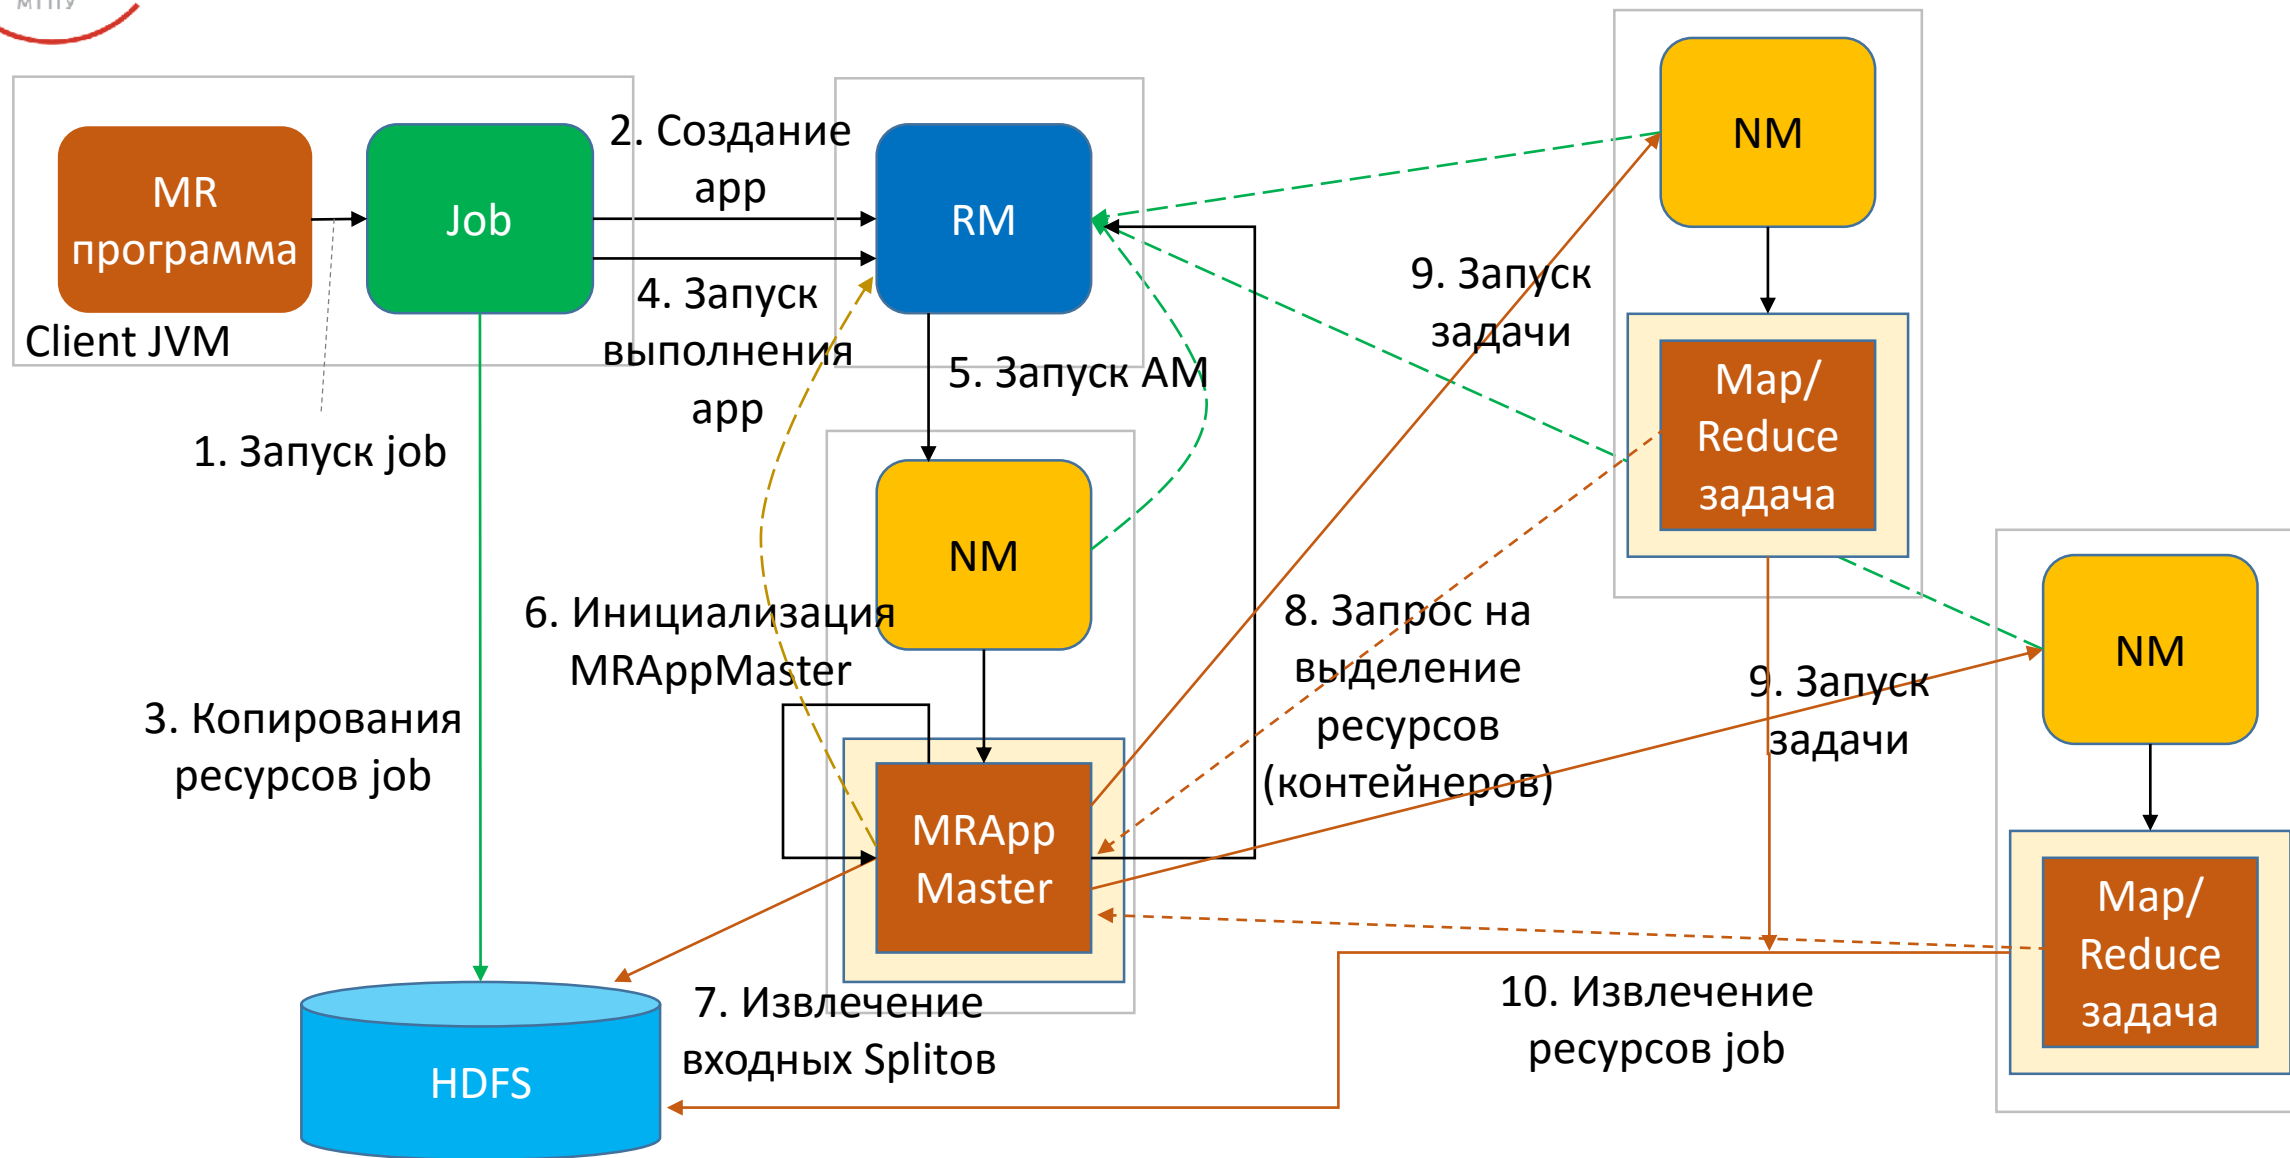 МГППУ
MR
программа
Job
Client JVM
1. Запуск job
2. Создание
app
4. Запуск
выполнения
app
RM
5. Запуск AM
NM
6. Инициализация
MRAppMaster
MRApp
Master
3. Копирования
ресурсов job
HDFS
7. Извлечение
входных Splitов
8. Запрос на
выделение
ресурсов
(контейнеров)
9. Запуск
задачи
NM
Map/
Reduce
задача
9. Запуск
задачи
NM
Map/
Reduce
задача
10. Извлечение
ресурсов job